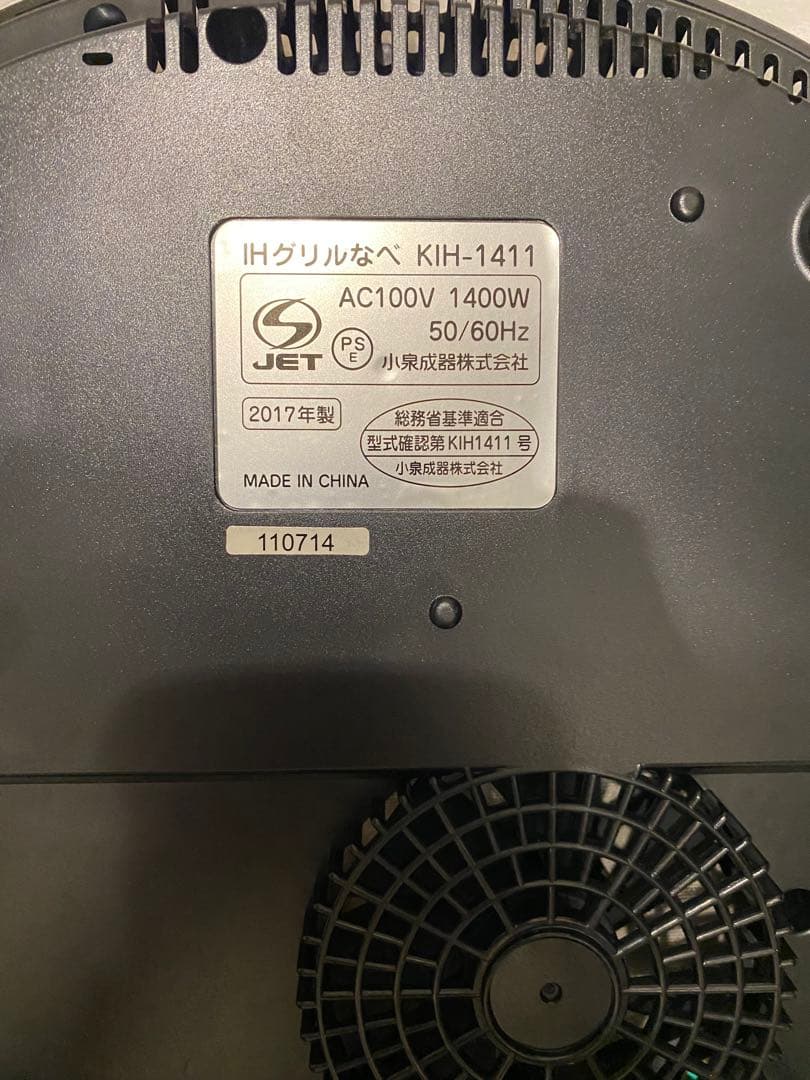 IHグリルなべ KIH-1411
AC100V 1400W
50/60Hz
JET
PS
E
小泉成器株式会社
2017年製
総務省基準適合
型式確認第KIH1411号
小泉成器株式会社
MADE IN CHINA
110714